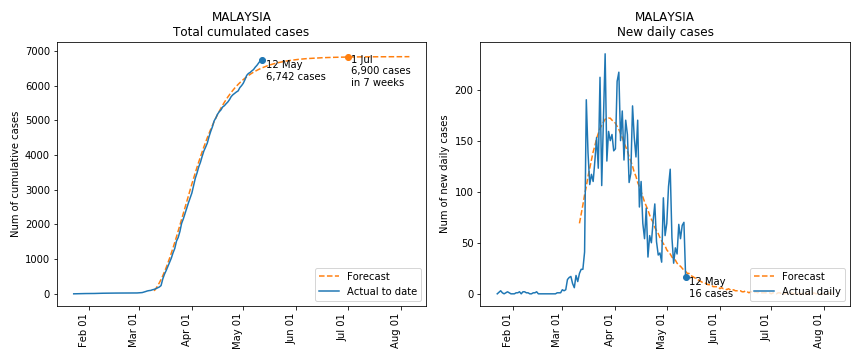 MALAYSIA
Total cumulated cases
Num of cumulative cases
7000
6000
5000
4000
3000
2000
1000
0
12 May
6,742 cases
1 Jul
6,900 cases
in 7 weeks
Forecast
Actual to date
Feb 01
Mar 01
Apr 01
May 01
Jun 01
Jul 01
Aug 01
MALAYSIA
New daily cases
Num of new daily cases
200
150
100
50
0
12 May
16 cases
Forecast
Actual daily
Feb 01
Mar 01
Apr 01
May 01
Jun 01
Jul 01
Aug 01